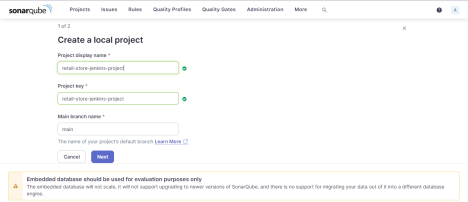 sonarqube Projects Issues Rules Quality Profiles Quality Gates Administration More A
1 of 2
Create a local project
Project display name *
retail-store-jenkins-project
Project key *
retail-store-jenkins-project
Main branch name *
main
The name of your project's default branch Learn More
Cancel Next
Embedded database should be used for evaluation purposes only
The embedded database will not scale, it will not support upgrading to newer versions of SonarQube, and there is no support for migrating your data out of it into a different database
engine.